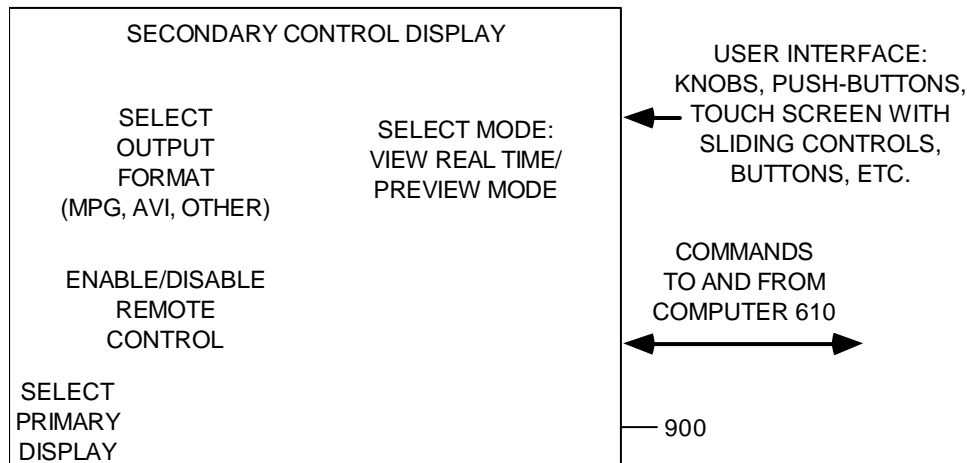 SECONDARY CONTROL DISPLAY
SELECT
OUTPUT
FORMAT
(MPG, AVI, OTHER)
SELECT MODE:
VIEW REAL TIME/
PREVIEW MODE
USER INTERFACE:
KNOBS, PUSH-BUTTONS,
TOUCH SCREEN WITH
SLIDING CONTROLS,
BUTTONS, ETC.
ENABLE/DISABLE
REMOTE
CONTROL
COMMANDS
TO AND FROM
COMPUTER 610
SELECT
PRIMARY
DISPLAY
900